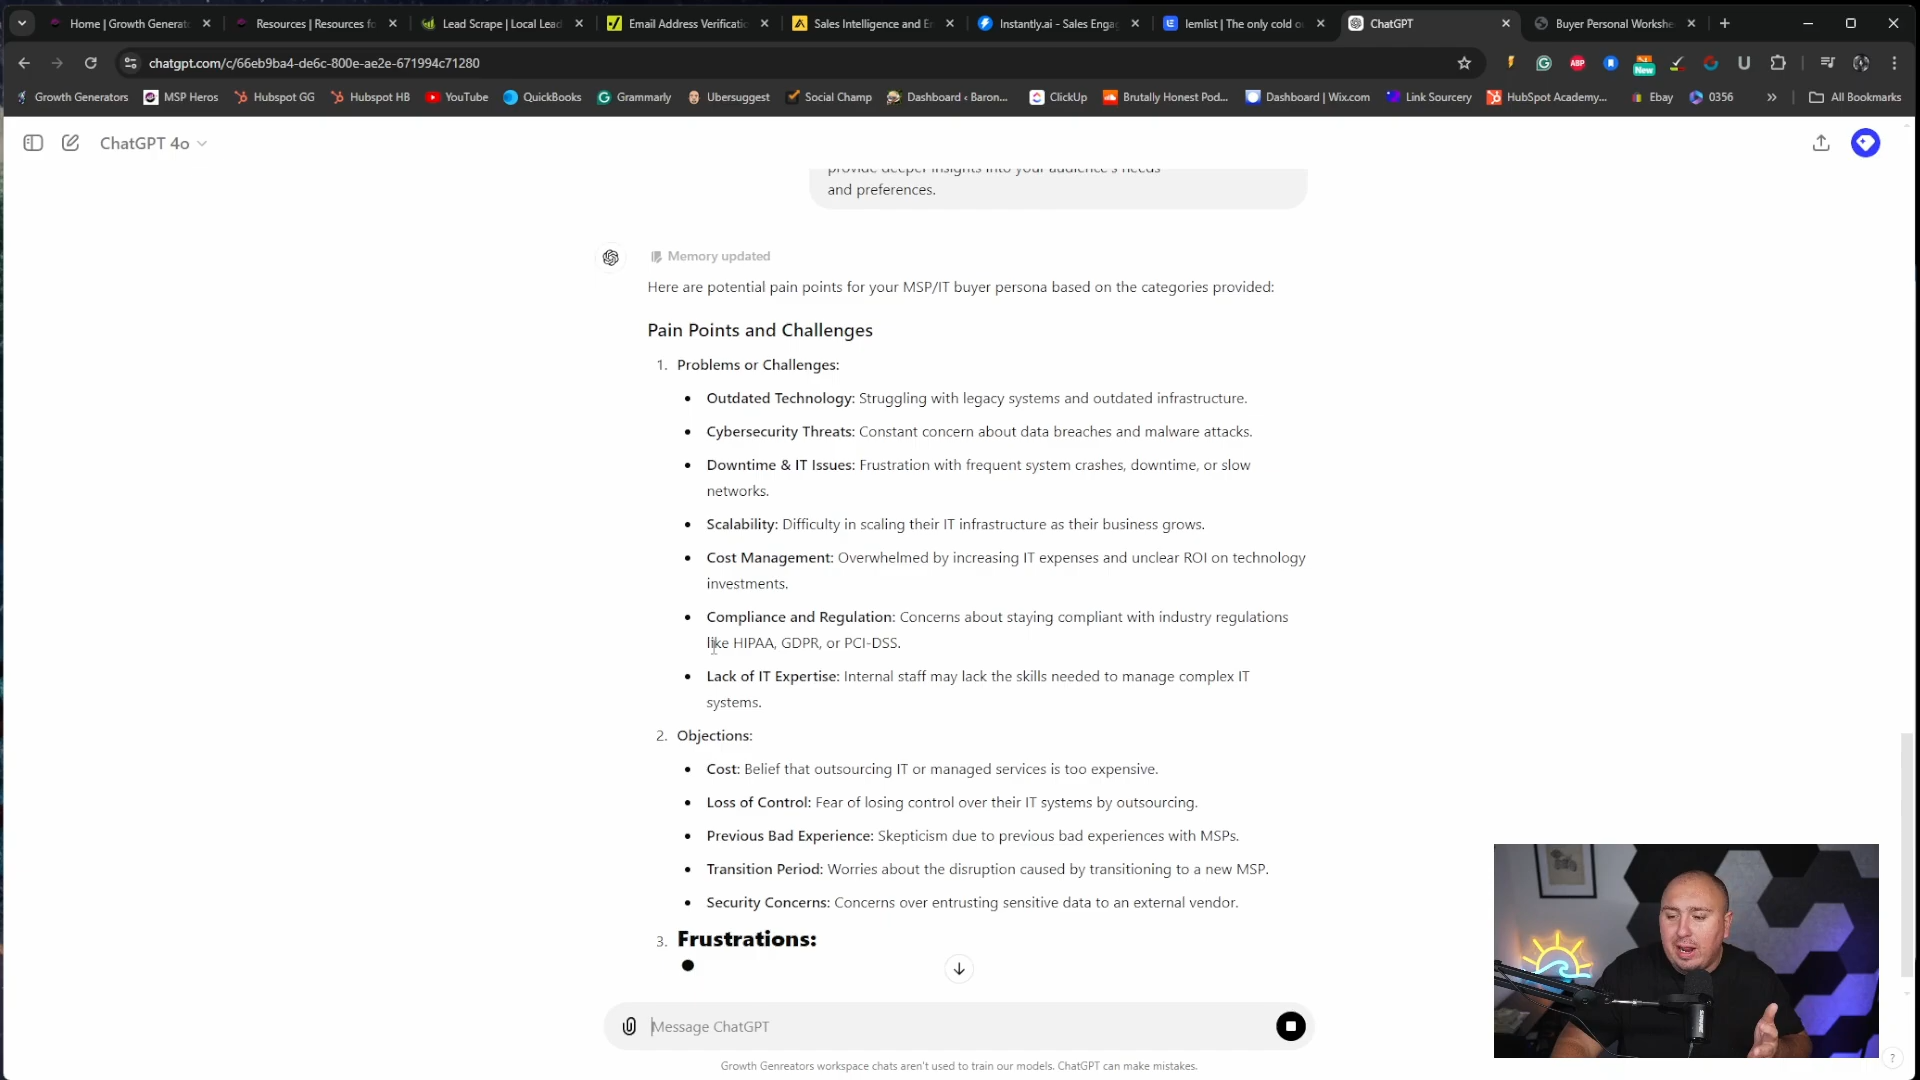 Home | Growth Generat
Resources | Resources fo
Lead Scrape | Local Lead
Email Address Verificati
Sales Intelligence and E
Instantly.ai - Sales Enga
lemlist | The only cold o
ChatGPT
Buyer Personal Workshe
chatgpt.com/c/66eb9ba4-de6c-800e-ae2e-671994c71280
ABP
New
Growth Generators
MSP Heros
Hubspot GG
Hubspot HB
YouTube
QuickBooks
Grammarly
Ubersuggest
Social Champ
Dashboard ‹ Baron...
ClickUp
Brutally Honest Pod...
Dashboard | Wix.com
Link Sourcery
HubSpot Academy...
Ebay
0356
»
All Bookmarks
ChatGPT 4o
provide deeper insights into your audience's needs
and preferences.
Memory updated
Here are potential pain points for your MSP/IT buyer persona based on the categories provided:
Pain Points and Challenges
1. Problems or Challenges:
• Outdated Technology: Struggling with legacy systems and outdated infrastructure.
• Cybersecurity Threats: Constant concern about data breaches and malware attacks.
• Downtime & IT Issues: Frustration with frequent system crashes, downtime, or slow
networks.
• Scalability: Difficulty in scaling their IT infrastructure as their business grows.
• Cost Management: Overwhelmed by increasing IT expenses and unclear ROI on technology
investments.
• Compliance and Regulation: Concerns about staying compliant with industry regulations
like HIPAA, GDPR, or PCI-DSS.
• Lack of IT Expertise: Internal staff may lack the skills needed to manage complex IT
systems.
2. Objections:
• Cost: Belief that outsourcing IT or managed services is too expensive.
• Loss of Control: Fear of losing control over their IT systems by outsourcing.
• Previous Bad Experience: Skepticism due to previous bad experiences with MSPs.
• Transition Period: Worries about the disruption caused by transitioning to a new MSP.
• Security Concerns: Concerns over entrusting sensitive data to an external vendor.
3. Frustrations:
Message ChatGPT
Growth Genreators workspace chats aren't used to train our models. ChatGPT can make mistakes.
?